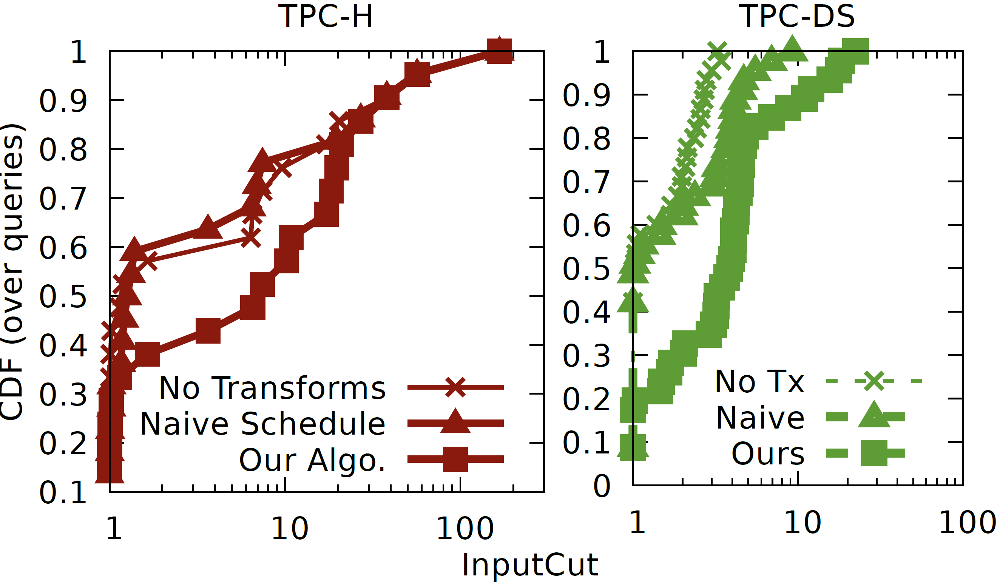 TPC-H
TPC-DS
CDF (over queries)
1
0.9
0.8
0.7
0.6
0.5
0.4
0.3
0.2
0.1
1
10
100
No Transforms
Naive Schedule
Our Algo.
1
0.9
0.8
0.7
0.6
0.5
0.4
0.3
0.2
0.1
0
1
10
100
No Tx
Naive
Ours
InputCut